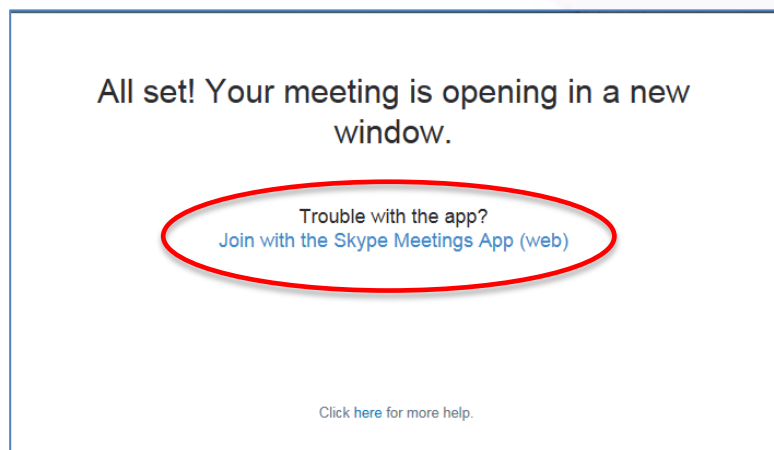 All set! Your meeting is opening in a new
window.
Trouble with the app?
Join with the Skype Meetings App (web)
Click here for more help.